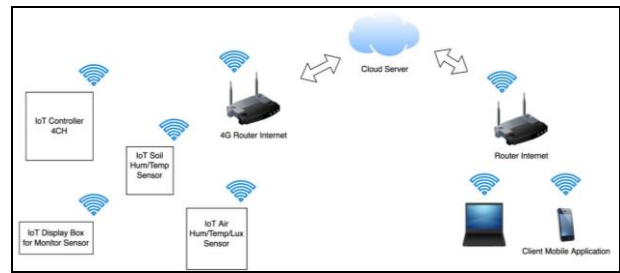 Cloud Server
IoT Controller
4CH
4G Router Internet
Router Internet
IoT Soil
Hum/Temp
Sensor
IoT Display Box
for Monitor Sensor
IoT Air
Hum/Temp/Lux
Sensor
Client Mobile Application